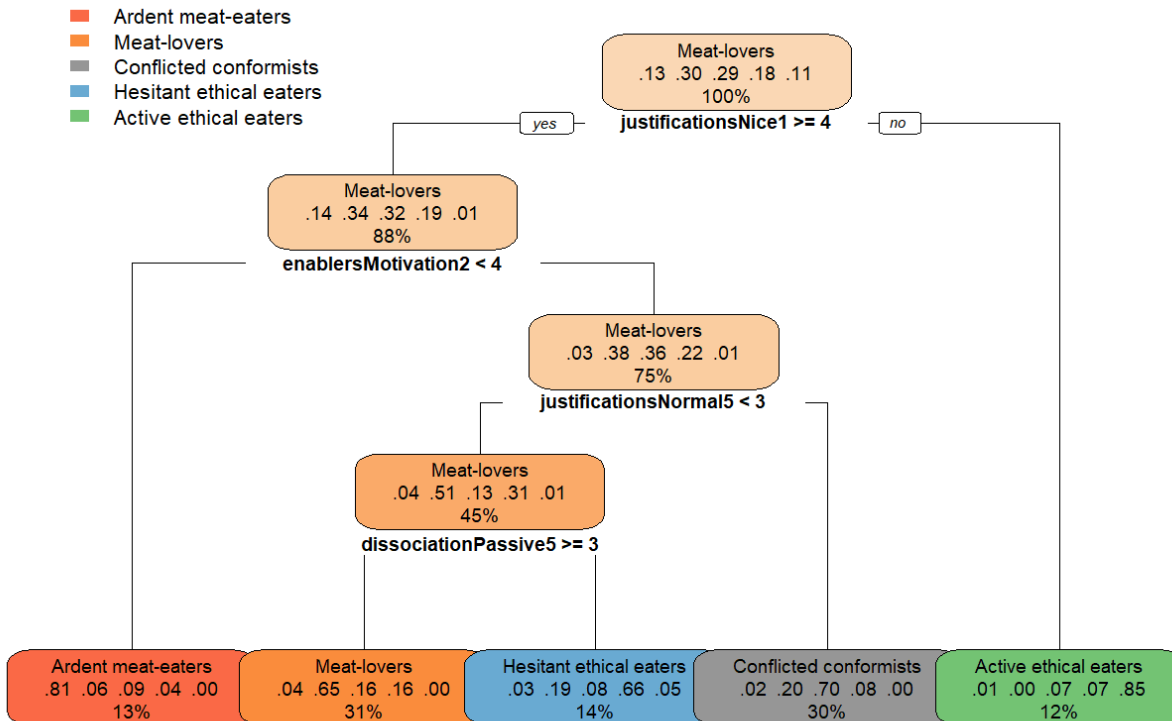 Ardent meat-eaters
Meat-lovers
Conflicted conformists
Hesitant ethical eaters
Active ethical eaters
Meat-lovers
.13 .30 .29 .18 .11
100%
yes
justificationsNice1 >= 4
no
Meat-lovers
.14 .34 .32 .19 .01
88%
enablersMotivation2 < 4
Meat-lovers
.03 .38 .36 .22 .01
75%
justificationsNormal5 < 3
Meat-lovers
.04 .51 .13 .31 .01
45%
dissociationPassive5 >= 3
Ardent meat-eaters
.81 .06 .09 .04 .00
13%
Meat-lovers
.04 .65 .16 .16 .00
31%
Hesitant ethical eaters
.03 .19 .08 .66 .05
14%
Conflicted conformists
.02 .20 .70 .08 .00
30%
Active ethical eaters
.01 .00 .07 .07 .85
12%